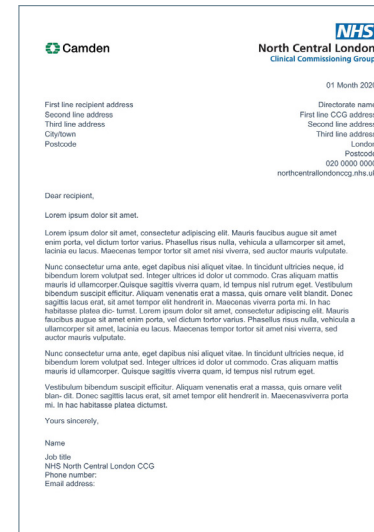 Camden
NHS
North Central London
Clinical Commissioning Group
01 Month 2020
First line recipient address
Second line address
Third line address
City/town
Postcode
Directorate name
First line CCG address
Second line address
Third line address
London
Postcode
020 0000 0000
northcentrallondonccg.nhs.uk
Dear recipient,
Lorem ipsum dolor sit amet.
Lorem ipsum dolor sit amet, consectetur adipiscing elit. Mauris faucibus augue sit amet
enim porta, vel dictum tortor varius. Phasellus risus nulla, vehicula a ullamcorper sit amet,
lacinia eu lacus. Maecenas tempor tortor sit amet nisi viverra, sed auctor mauris vulputate.
Nunc consectetur urna ante, eget dapibus nisi aliquet vitae. In tincidunt ultricies neque, id
bibendum lorem volutpat sed. Integer ultrices id dolor ut commodo. Cras aliquam mattis
mauris id ullamcorper.Quisque sagittis viverra quam, id tempus nisl rutrum eget. Vestibulum
bibendum suscipit efficitur. Aliquam venenatis erat a massa, quis ornare velit blandit. Donec
sagittis lacus erat, sit amet tempor elit hendrerit in. Maecenas viverra porta mi. In hac
habitasse platea dic- tumst. Lorem ipsum dolor sit amet, consectetur adipiscing elit. Mauris
faucibus augue sit amet enim porta, vel dictum tortor varius. Phasellus risus nulla, vehicula a
ullamcorper sit amet, lacinia eu lacus. Maecenas tempor tortor sit amet nisi viverra, sed
auctor mauris vulputate.
Nunc consectetur urna ante, eget dapibus nisi aliquet vitae. In tincidunt ultricies neque, id
bibendum lorem volutpat sed. Integer ultrices id dolor ut commodo. Cras aliquam mattis
mauris id ullamcorper. Quisque sagittis viverra quam, id tempus nisl rutrum eget.
Vestibulum bibendum suscipit efficitur. Aliquam venenatis erat a massa, quis ornare velit
blan- dit. Donec sagittis lacus erat, sit amet tempor elit hendrerit in. Maecenasviverra porta
mi. In hac habitasse platea dictumst.
Yours sincerely,
Name
Job title
NHS North Central London CCG
Phone number:
Email address: